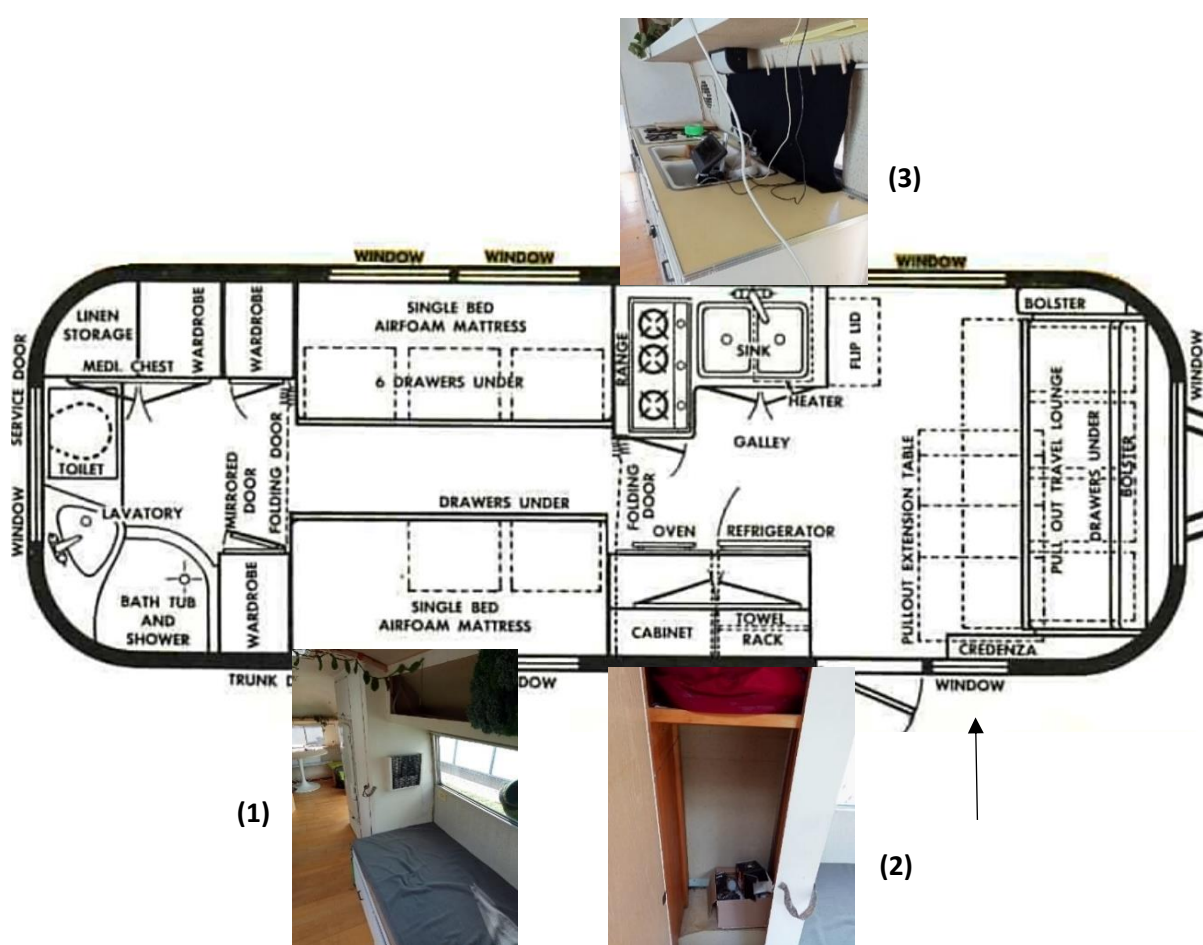 (3)
WINDOW
WINDOW
WINDOW
LINEN
STORAGE
WARDROBE
WARDROBE
SINGLE BED
AIRFOAM MATTRESS
RANGE
SINK
FLIP LID
BOLSTER
SERVICE DOOR
MEDI. CHEST
6 DRAWERS UNDER
HEATER
WINDOW
GALLEY
TOILET
MIRRORED
DOOR
FOLDING DOOR
FOLDING
DOOR
PULLOUT EXTENSION TABLE
PULL OUT TRAVEL LOUNGE
DRAWERS UNDER
BOLSTER
WINDOW
LAVATORY
DRAWERS UNDER
OVEN
REFRIGERATOR
BATH TUB
AND
SHOWER
WARDROBE
SINGLE BED
AIRFOAM MATTRESS
CABINET
TOWEL
RACK
CREDENZA
TRUNK D
DOW
WINDOW
(1)
(2)